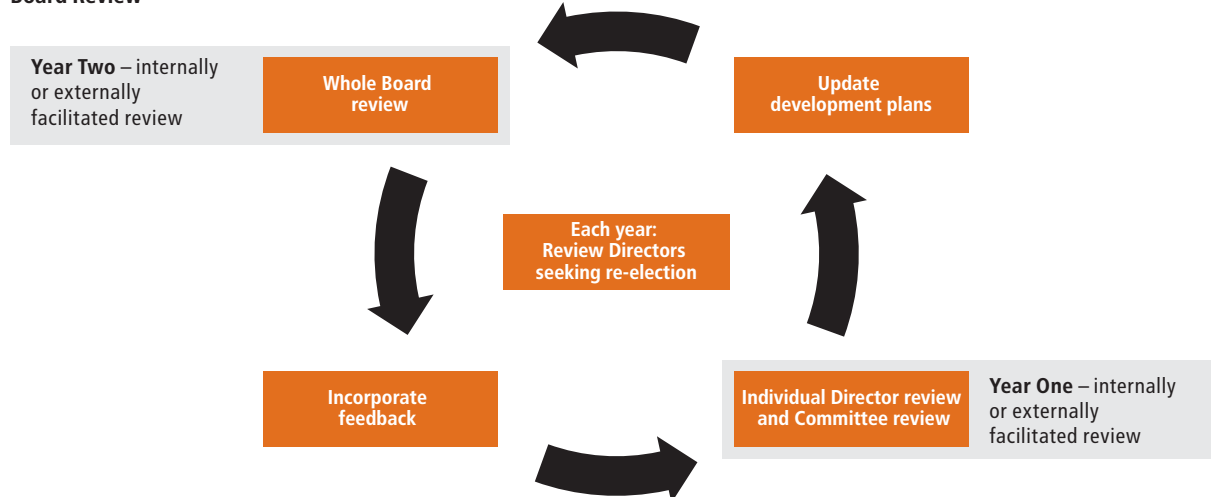 Board Review
Year Two – internally
or externally
facilitated review
Whole Board
review
Update
development plans
Each year:
Review Directors
seeking re-election
Incorporate
feedback
Individual Director review
and Committee review
Year One – internally
or externally
facilitated review